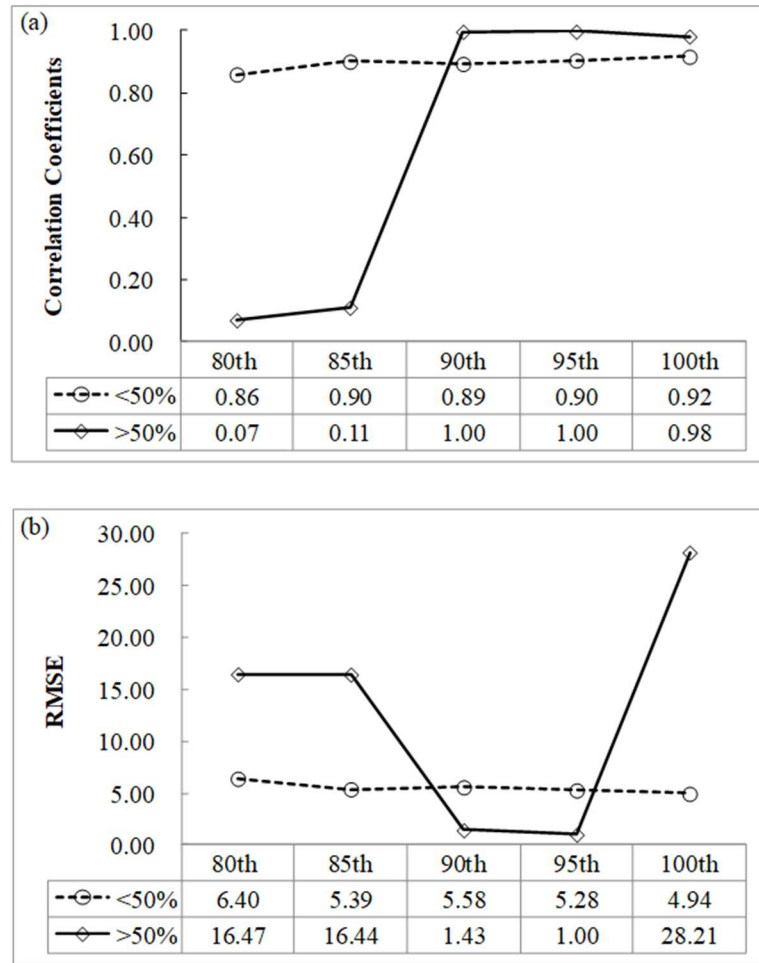 (a)
1.00
0.80
0.60
0.40
0.20
0.00
Correlation Coefficients
80th 85th 90th 95th 100th
<50% 0.86 0.90 0.89 0.90 0.92
>50% 0.07 0.11 1.00 1.00 0.98
(b)
30.00
25.00
20.00
15.00
10.00
5.00
0.00
RMSE
80th 85th 90th 95th 100th
<50% 6.40 5.39 5.58 5.28 4.94
>50% 16.47 16.44 1.43 1.00 28.21